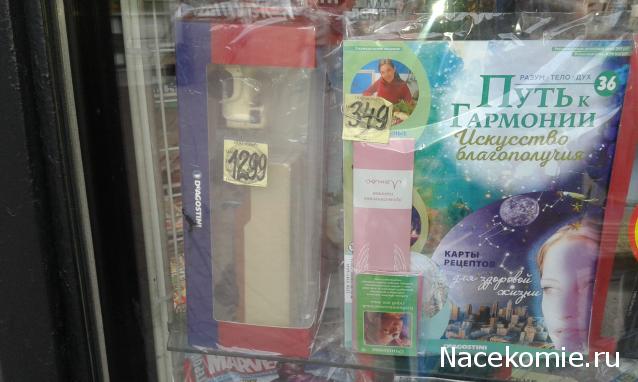 РАЗУМ · ТЕЛО · ДУХ
36
ПУТЬ К
ГАРМОНИИ
Искусство
благополучия
349
1299
DEAGOSTINI
КАРТЫ
РЕЦЕПТОВ
для здоровой
жизни
DEAGOSTINI
MARVEL
Nacekomie.ru